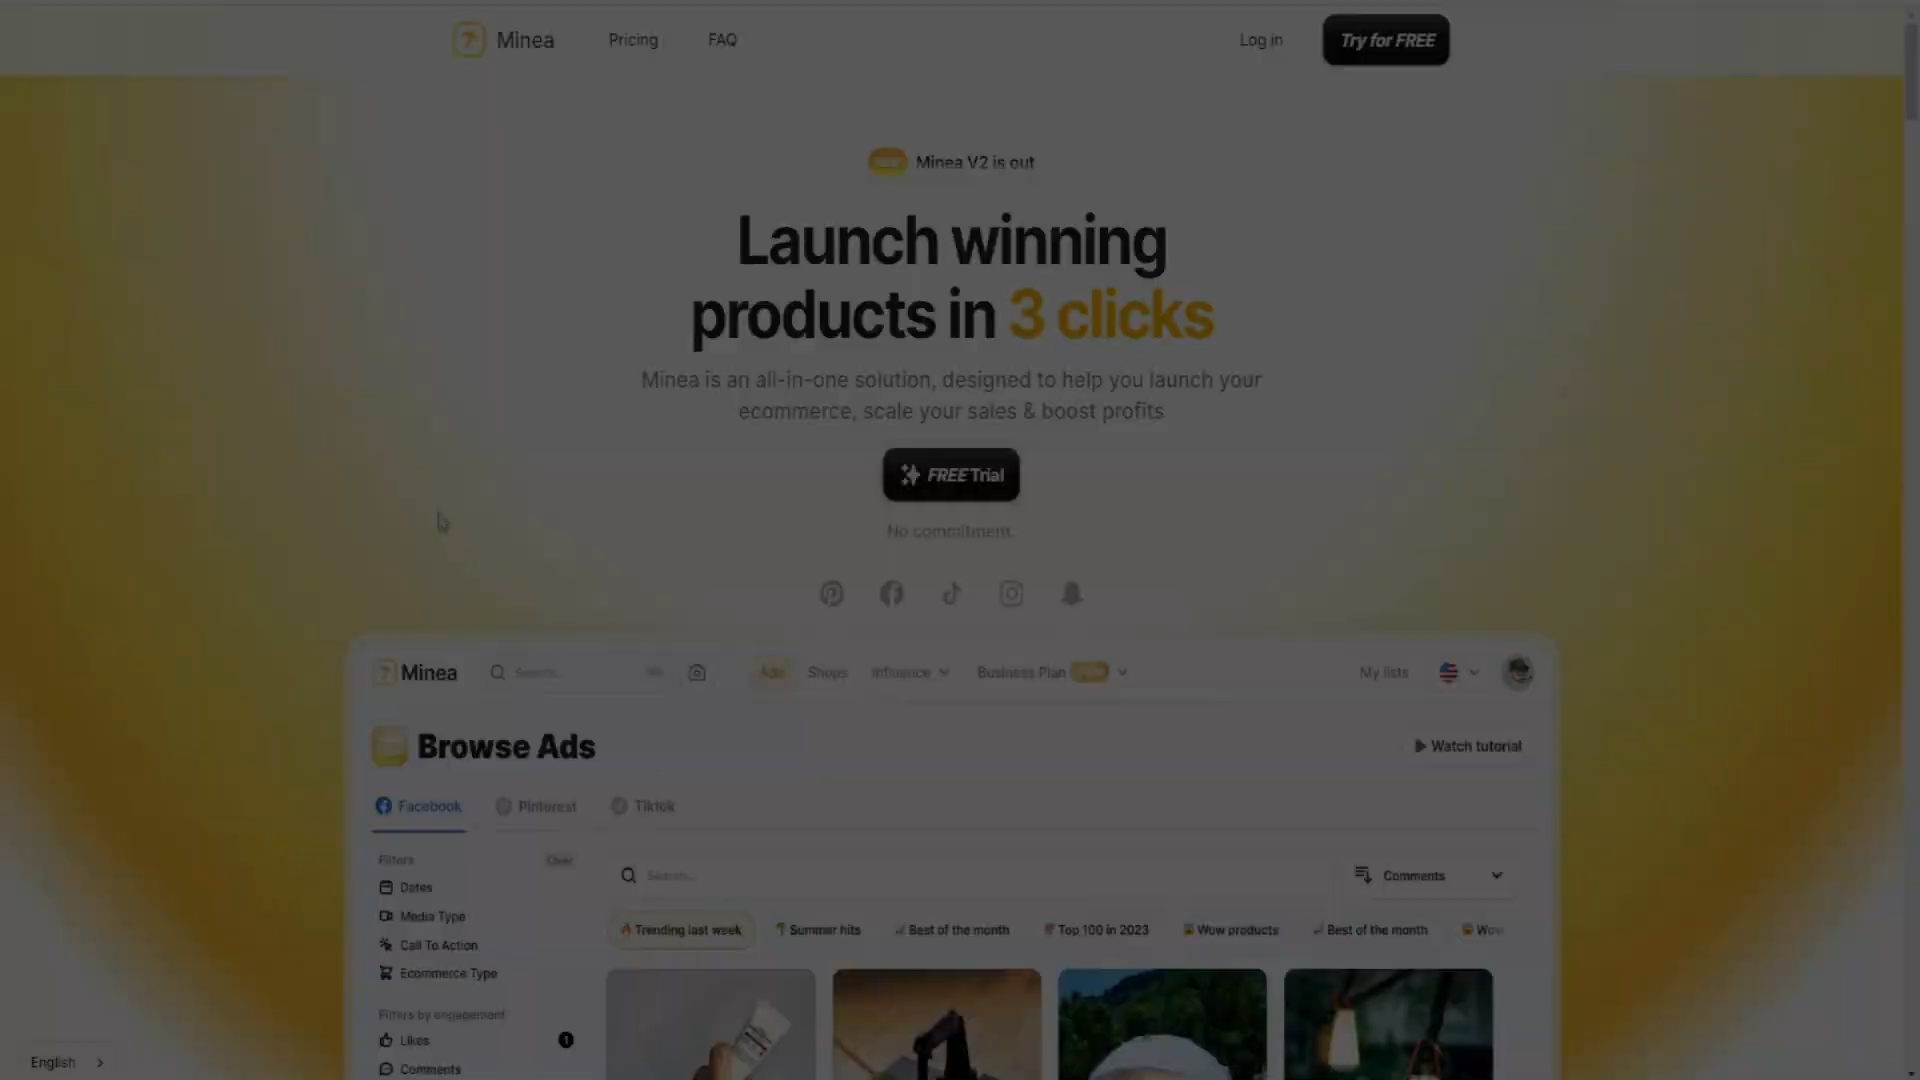 Minea
Pricing
FAQ
Log in
Try for FREE
Minea V2 is out
Launch winning
products in 3 clicks
Minea is an all-in-one solution, designed to help you launch your
ecommerce, scale your sales & boost profits
FREE Trial
No commitment.
Minea
Search...
Ads
Shops
Influence
Business Plan
My lists
Browse Ads
Watch tutorial
Facebook
Pinterest
Tiktok
Filters
Clear
Search...
Comments
Dates
Media Type
Call To Action
Ecommerce Type
Trending last week
Summer hits
Best of the month
Top 100 in 2023
Wow products
Best of the month
Wow
Filters by engagement
Likes
1
Comments
English